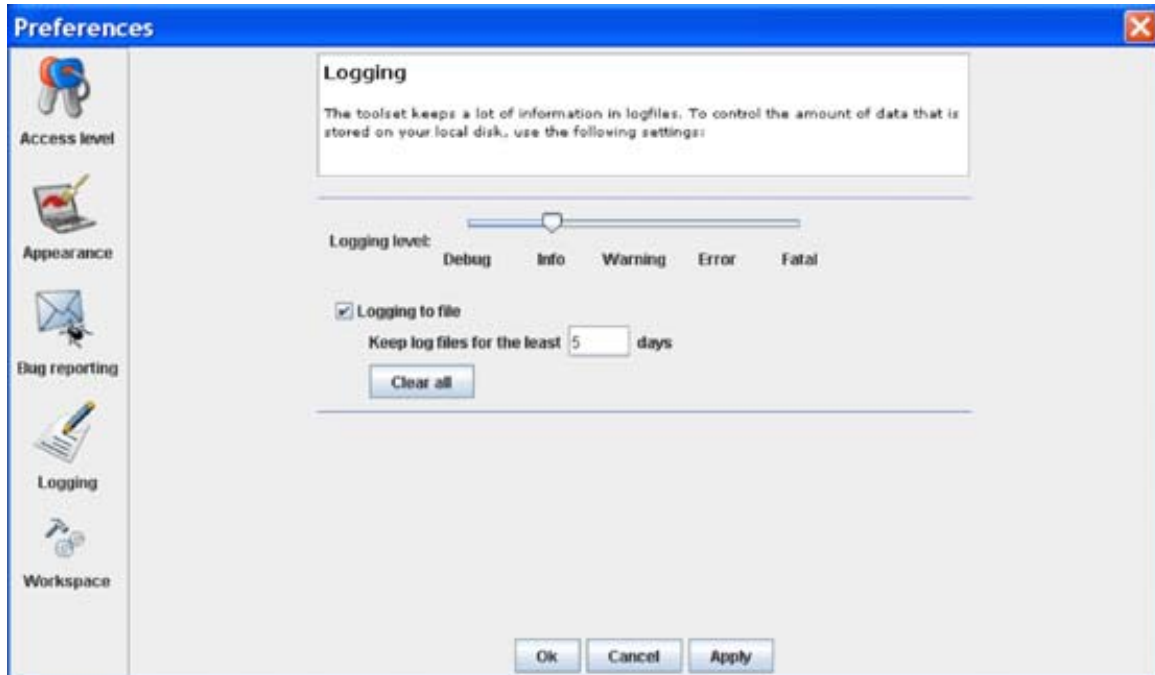 Preferences
Access level
Appearance
Bug reporting
Logging
Workspace
Logging
The toolset keeps a lot of information in logfiles. To control the amount of data that is
stored on your local disk, use the following settings:
Logging level:
Debug Info Warning Error Fatal
Logging to file
Keep log files for the least 5 days
Clear all
Ok Cancel Apply